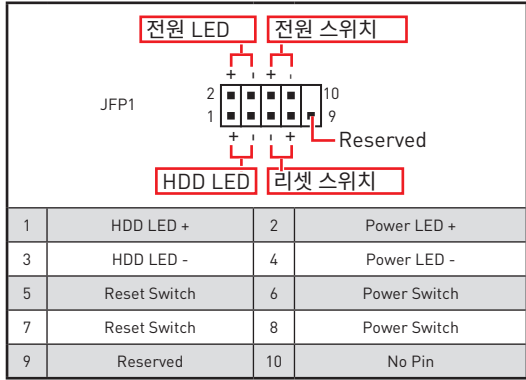 전원 LED 전원 스위치
+ - + -
JFP1
2 10
1 9
+ - - +
Reserved
HDD LED 리셋 스위치
1 HDD LED + 2 Power LED +
3 HDD LED - 4 Power LED -
5 Reset Switch 6 Power Switch
7 Reset Switch 8 Power Switch
9 Reserved 10 No Pin